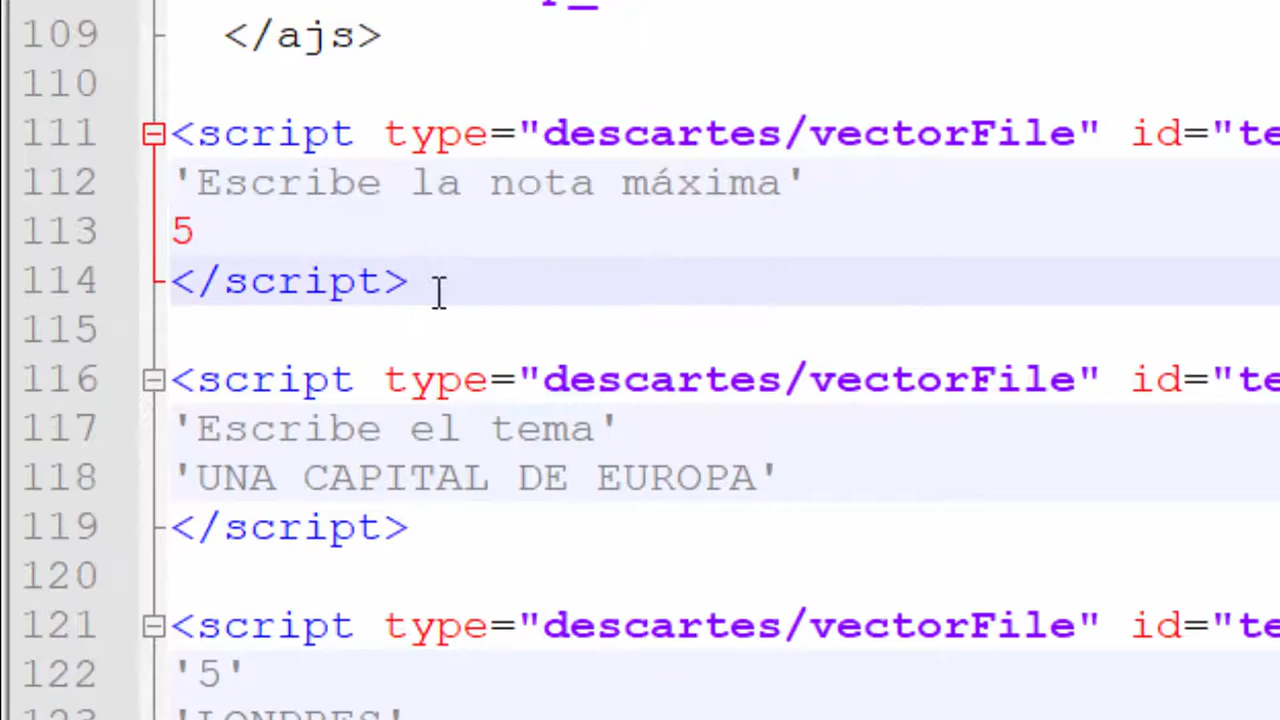 109 </ajs>
110
111 <script type="descartes/vectorFile" id="te
112 'Escribe la nota máxima'
113 5
114 </script>
115
116 <script type="descartes/vectorFile" id="te
117 'Escribe el tema'
118 'UNA CAPITAL DE EUROPA'
119 </script>
120
121 <script type="descartes/vectorFile" id="te
122 '5'
123 'LONDRES'